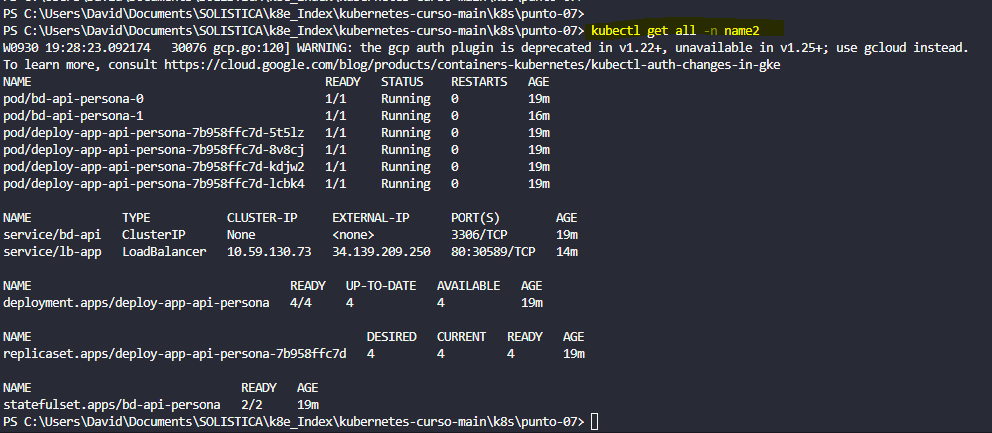 PS C:\Users\David\Documents\SOLISTICA\k8e_Index\kubernetes-curso-main\k8s\punto-07>
PS C:\Users\David\Documents\SOLISTICA\k8e_Index\kubernetes-curso-main\k8s\punto-07> kubectl get all -n name2
W0930 19:28:23.092174   30076 gcp.go:120] WARNING: the gcp auth plugin is deprecated in v1.22+, unavailable in v1.25+; use gcloud instead.
To learn more, consult https://cloud.google.com/blog/products/containers-kubernetes/kubectl-auth-changes-in-gke
NAME                                      READY   STATUS    RESTARTS   AGE
pod/bd-api-persona-0                      1/1     Running   0          19m
pod/bd-api-persona-1                      1/1     Running   0          16m
pod/deploy-app-api-persona-7b958ffc7d-5t5lz   1/1     Running   0          19m
pod/deploy-app-api-persona-7b958ffc7d-8v8cj   1/1     Running   0          19m
pod/deploy-app-api-persona-7b958ffc7d-kdjw2   1/1     Running   0          19m
pod/deploy-app-api-persona-7b958ffc7d-lcbk4   1/1     Running   0          19m
NAME             TYPE           CLUSTER-IP     EXTERNAL-IP      PORT(S)        AGE
service/bd-api   ClusterIP      None           <none>           3306/TCP       19m
service/lb-app   LoadBalancer   10.59.130.73   34.139.209.250   80:30589/TCP   14m
NAME                                     READY   UP-TO-DATE   AVAILABLE   AGE
deployment.apps/deploy-app-api-persona   4/4     4            4           19m
NAME                                                DESIRED   CURRENT   READY   AGE
replicaset.apps/deploy-app-api-persona-7b958ffc7d   4         4         4       19m
NAME                              READY   AGE
statefulset.apps/bd-api-persona   2/2     19m
PS C:\Users\David\Documents\SOLISTICA\k8e_Index\kubernetes-curso-main\k8s\punto-07>